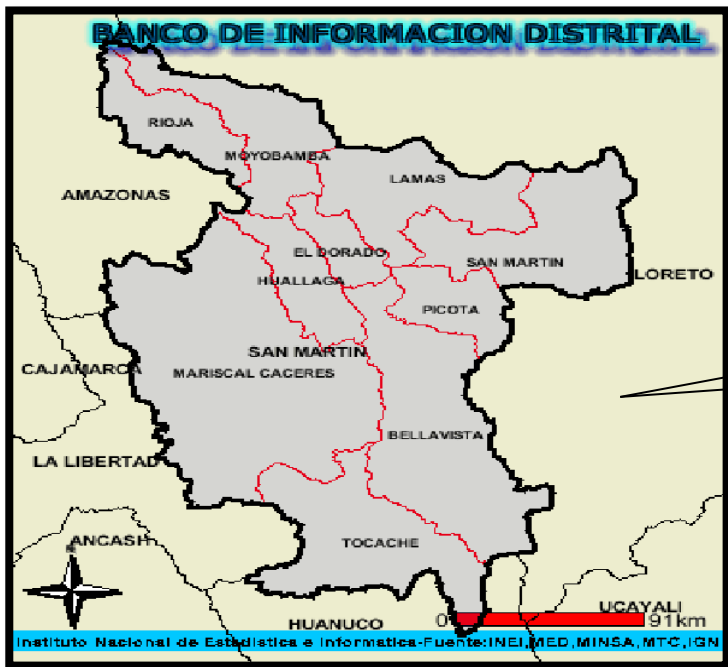 BANCO DE INFORMACION DISTRITAL
RIOJA
MOYOBAMBA
LAMAS
AMAZONAS
EL DORADO
SAN MARTIN
HUALLAGA
LORETO
PICOTA
SAN MARTIN
CAJAMARCA
MARISCAL CACERES
BELLAVISTA
LA LIBERTAD
ANCASH
TOCACHE
N
UCAYALI
HUANUCO
0 91km
Instituto Nacional de Estadistica e Informatica-Fuente:INEI,MED,MINSA,MTC,IGN